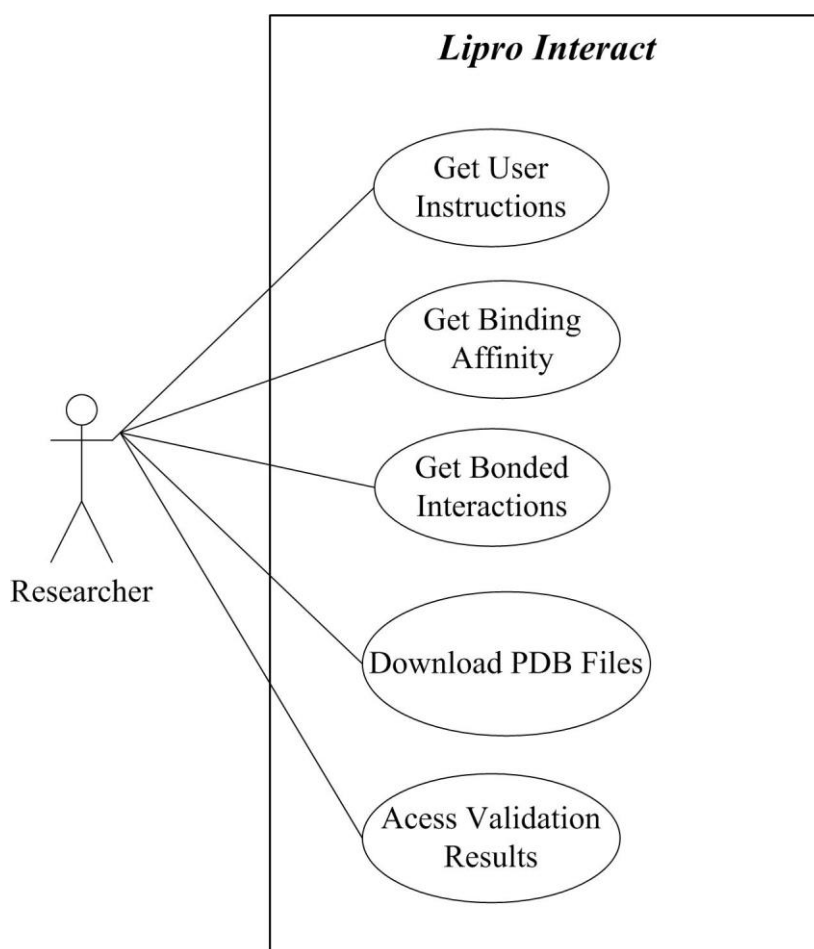 Lipro Interact
Get User
Instructions
Get Binding
Affinity
Get Bonded
Interactions
Researcher
Download PDB Files
Acess Validation
Results